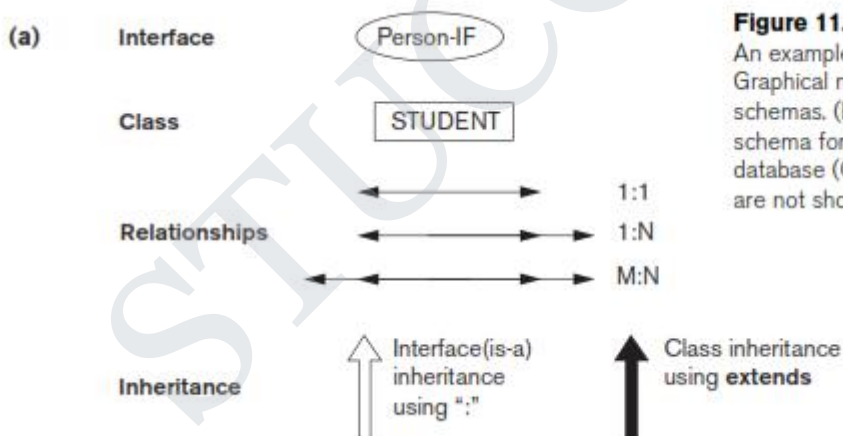 (a)
Interface
Person-IF
Class
STUDENT
Relationships
1:1
1:N
M:N
Inheritance
Interface(is-a)
inheritance
using ":"
Class inheritance
using extends
Figure 11.
An example
Graphical
schemas.
schema for
database
are not
STUC